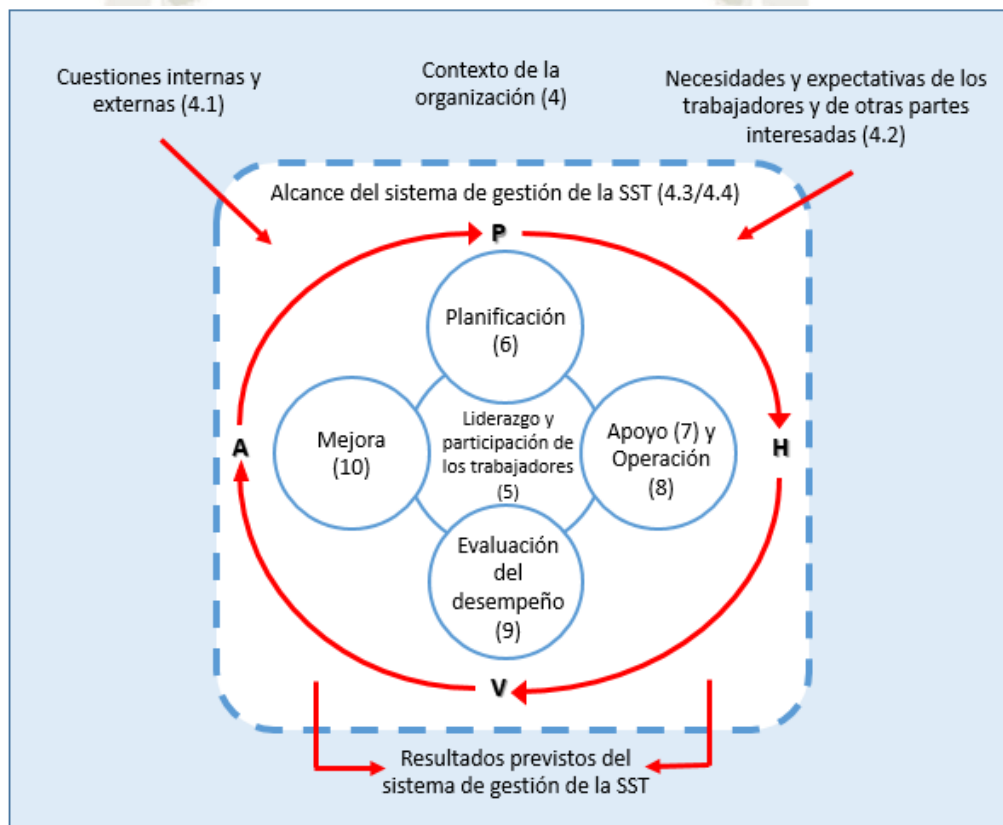 Cuestiones internas y
externas (4.1)
Contexto de la
organización (4)
Necesidades y expectativas de los
trabajadores y de otras partes
interesadas (4.2)
Alcance del sistema de gestión de la SST (4.3/4.4)
P
Planificación
(6)
A
Mejora
(10)
Liderazgo y
participación de
los trabajadores
(5)
Apoyo (7) y
Operación
(8)
H
Evaluación
del
desempeño
(9)
V
Resultados previstos del
sistema de gestión de la SST